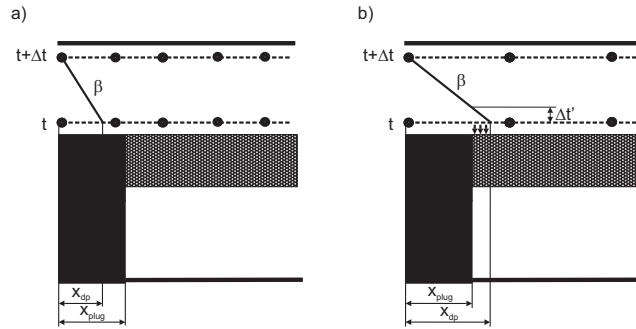 a)
t+Δt
β
t
x_dp
x_plug
b)
t+Δt
β
Δt'
t
x_plug
x_dp